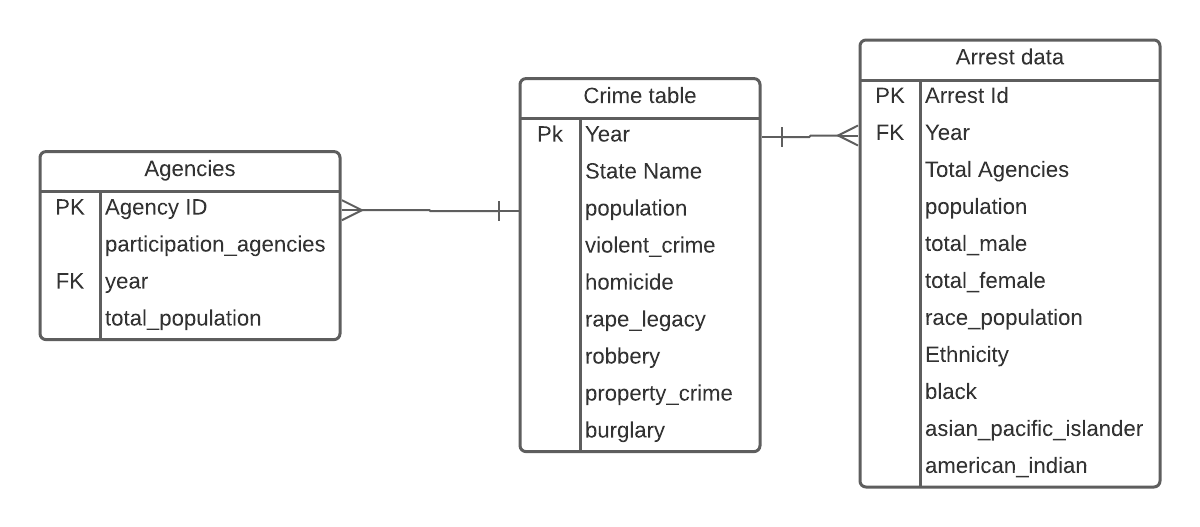 Agencies
PK Agency ID
participation_agencies
FK year
total_population
Crime table
Pk Year
State Name
population
violent_crime
homicide
rape_legacy
robbery
property_crime
burglary
Arrest data
PK Arrest Id
FK Year
Total Agencies
population
total_male
total_female
race_population
Ethnicity
black
asian_pacific_islander
american_indian